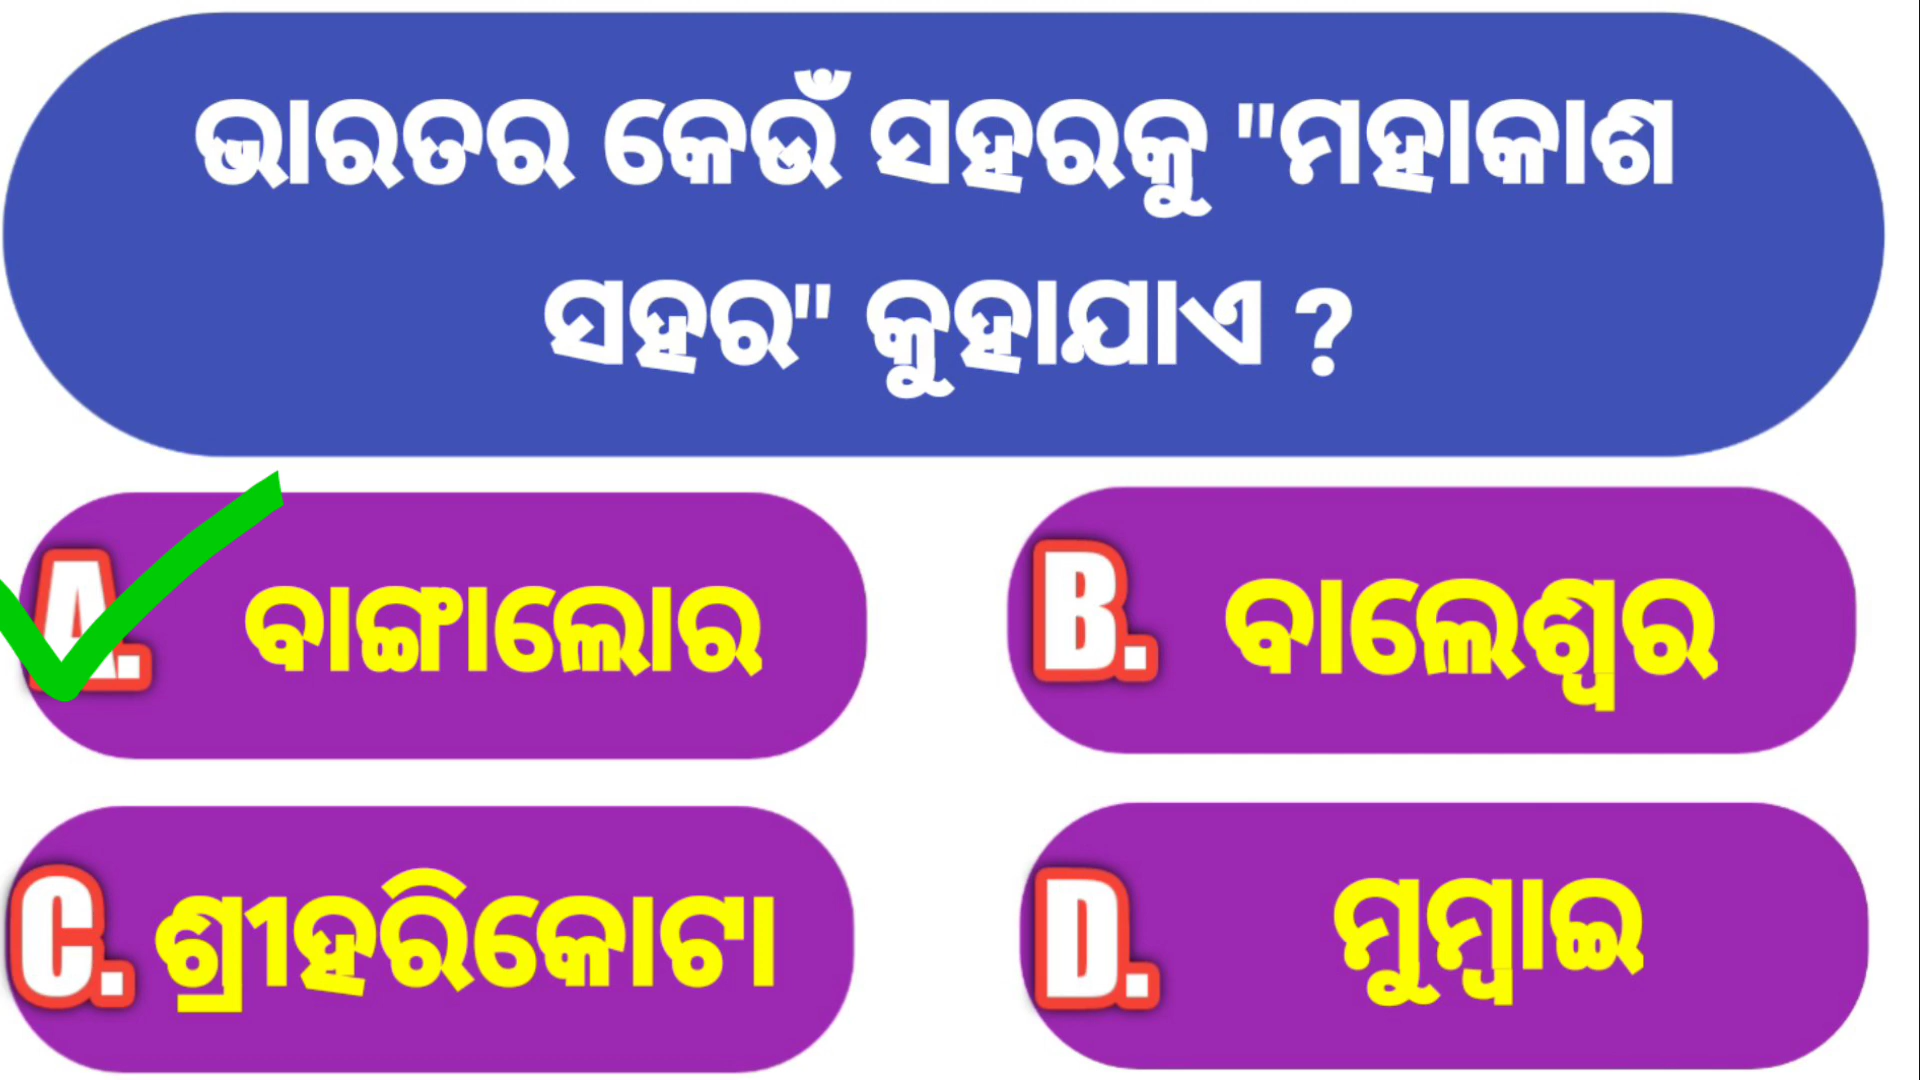 ଭାରତର କେଉଁ ସହରକୁ "ମହାକାଶ
ସହର" କୁହାଯାଏ ?
A. ବାଙ୍ଗାଲୋର
B. ବାଲେଶ୍ୱର
C. ଶ୍ରୀହରିକୋଟା
D. ମୁମ୍ବାଇ